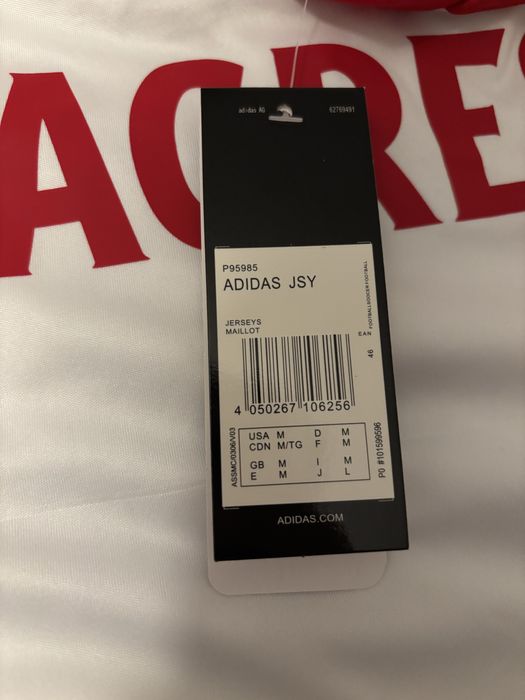 ACRES
adidas AG 62769491
P95985
ADIDAS JSY
JERSEYS
MAILLOT
FOOTBALL/SOCCER FOOTBALL
EAN
46
4 050267 106256
USA M D M
CDN M/TG F M
GB M I M
E M J L
ASSMC/0306/V03
PO #101599596
ADIDAS.COM